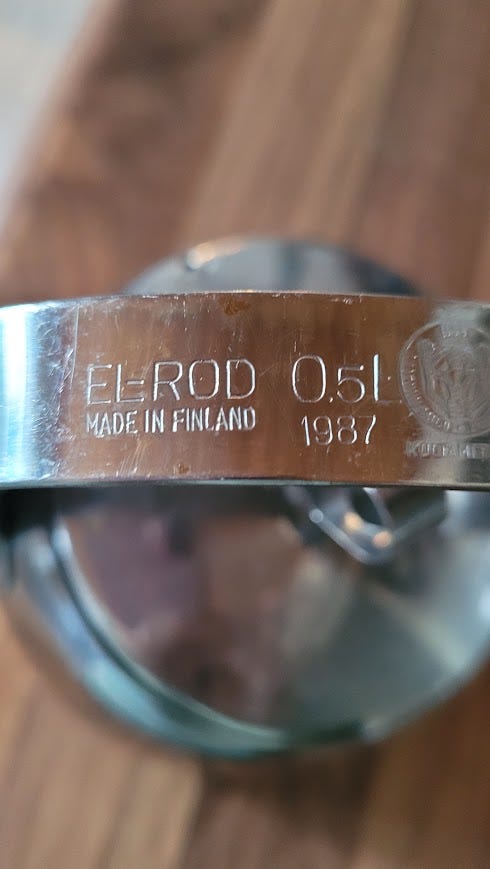 EL-ROD 0.5L
MADE IN FINLAND 1987